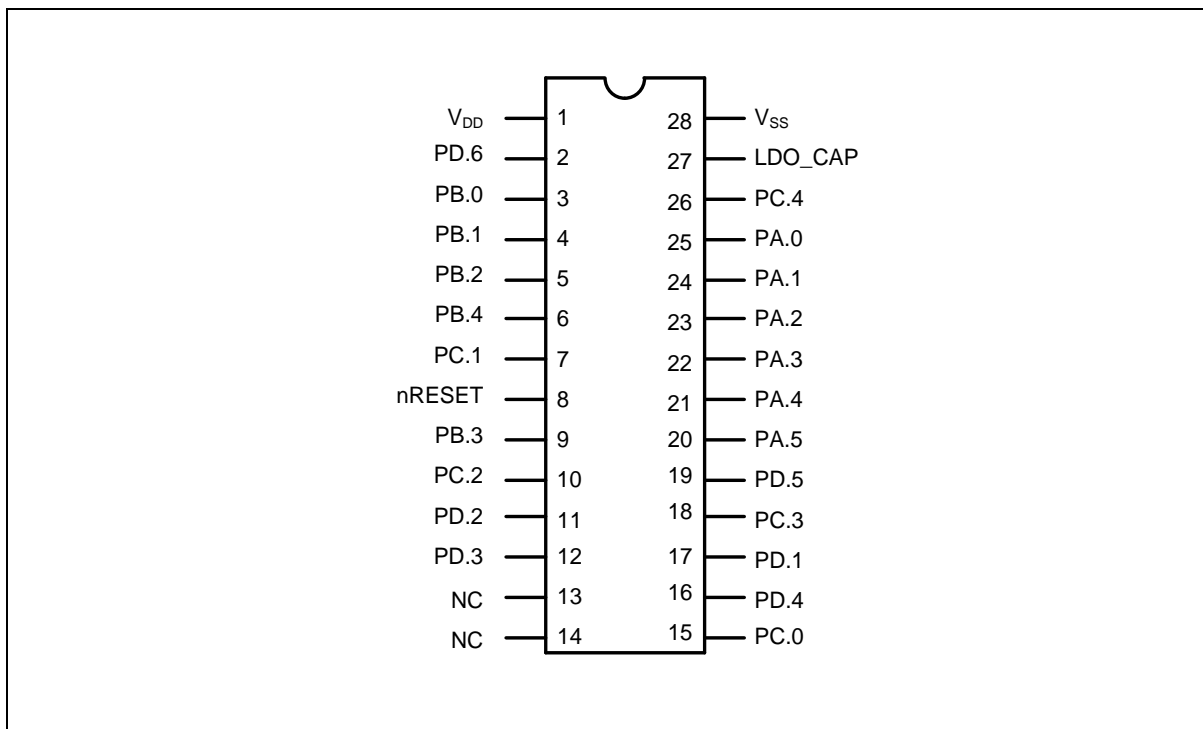 V_DD 1 28 V_SS
PD.6 2 27 LDO_CAP
PB.0 3 26 PC.4
PB.1 4 25 PA.0
PB.2 5 24 PA.1
PB.4 6 23 PA.2
PC.1 7 22 PA.3
nRESET 8 21 PA.4
PB.3 9 20 PA.5
PC.2 10 19 PD.5
PD.2 11 18 PC.3
PD.3 12 17 PD.1
NC 13 16 PD.4
NC 14 15 PC.0